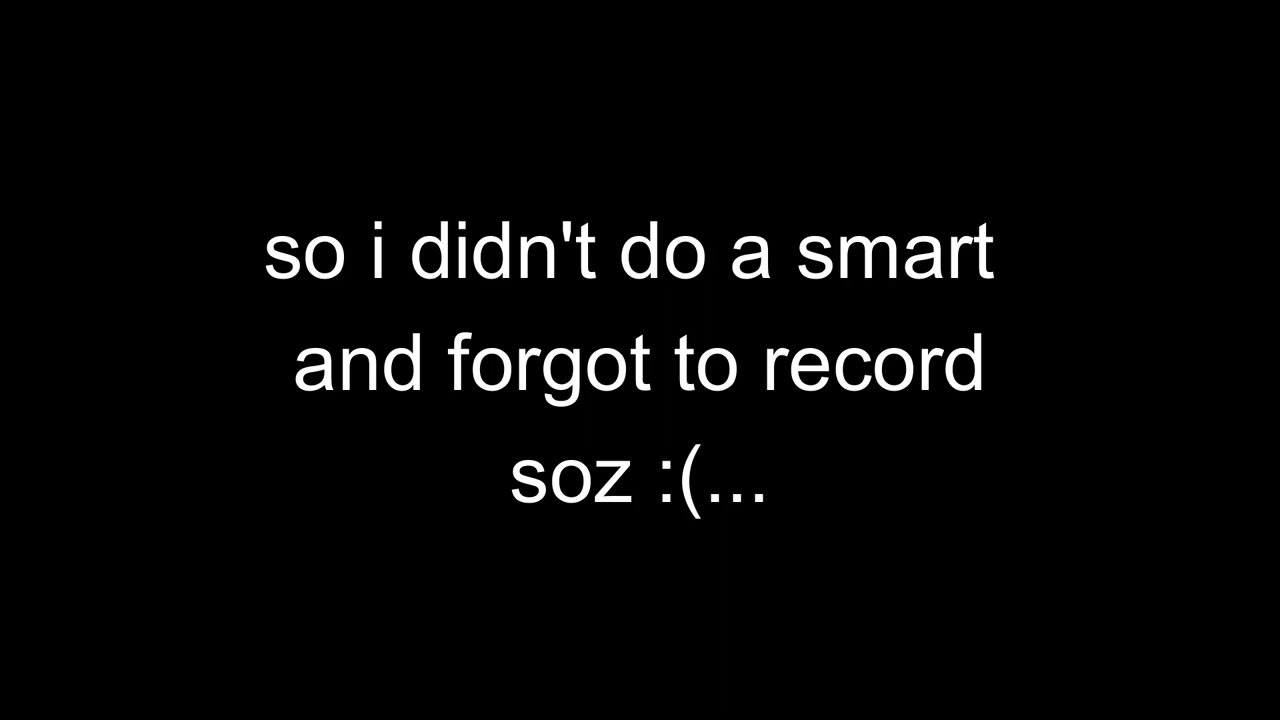 so i didn't do a smart
and forgot to record
soz :(...